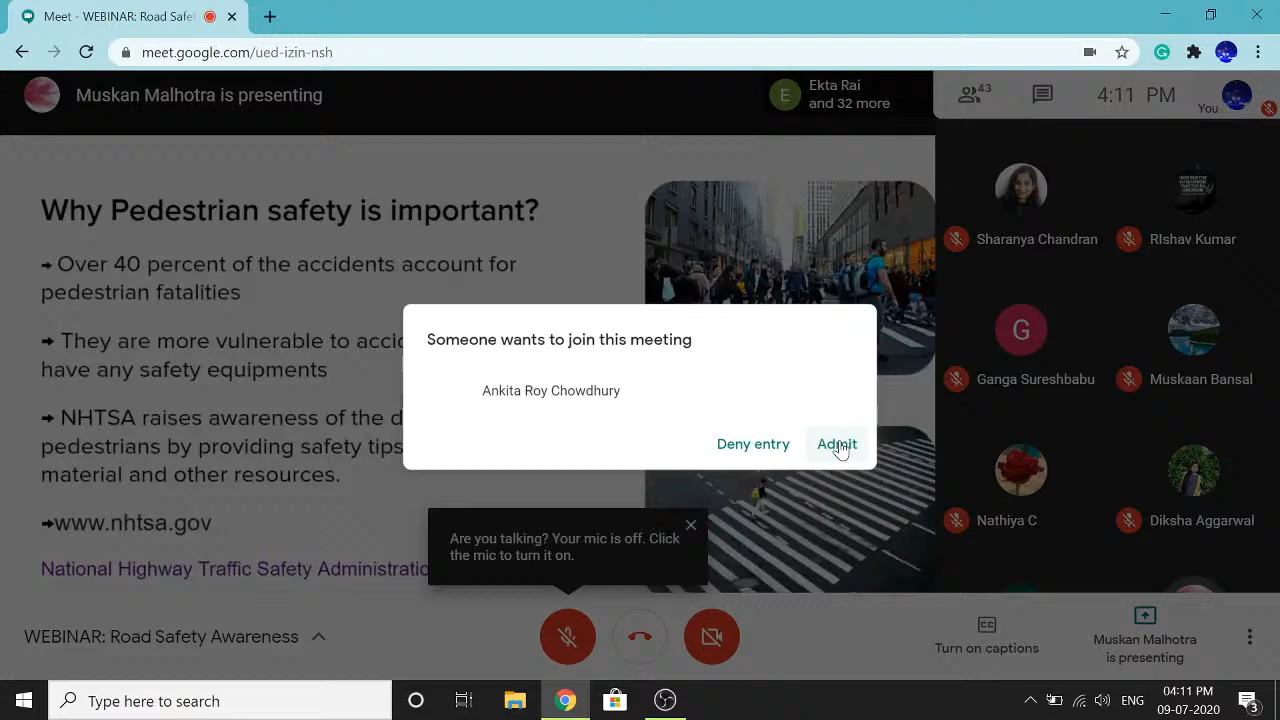 Meet - WEBINAR: Road Saf
meet.google.com/ued-izin-nsh
Muskan Malhotra is presenting
E
Ekta Rai
and 32 more
43
4:11 PM
You
Why Pedestrian safety is important?
→ Over 40 percent of the accidents account for
pedestrian fatalities
→ They are more vulnerable to
have any safety equipments
→ NHTSA raises awareness of the
pedestrians by providing safety tips
material and other resources.
→www.nhtsa.gov
National Highway Traffic Safety
Someone wants to join this meeting
Ankita Roy Chowdhury
Deny entry
Admit
Are you talking? Your mic is off. Click
the mic to turn it on.
Sharanya Chandran
RIshav Kumar
G
Ganga Sureshbabu
Muskaan Bansal
Nathiya C
Diksha Aggarwal
WEBINAR: Road Safety Awareness
CC
Turn on captions
Muskan Malhotra
is presenting
Type here to search
ENG
04:11 PM
09-07-2020
3